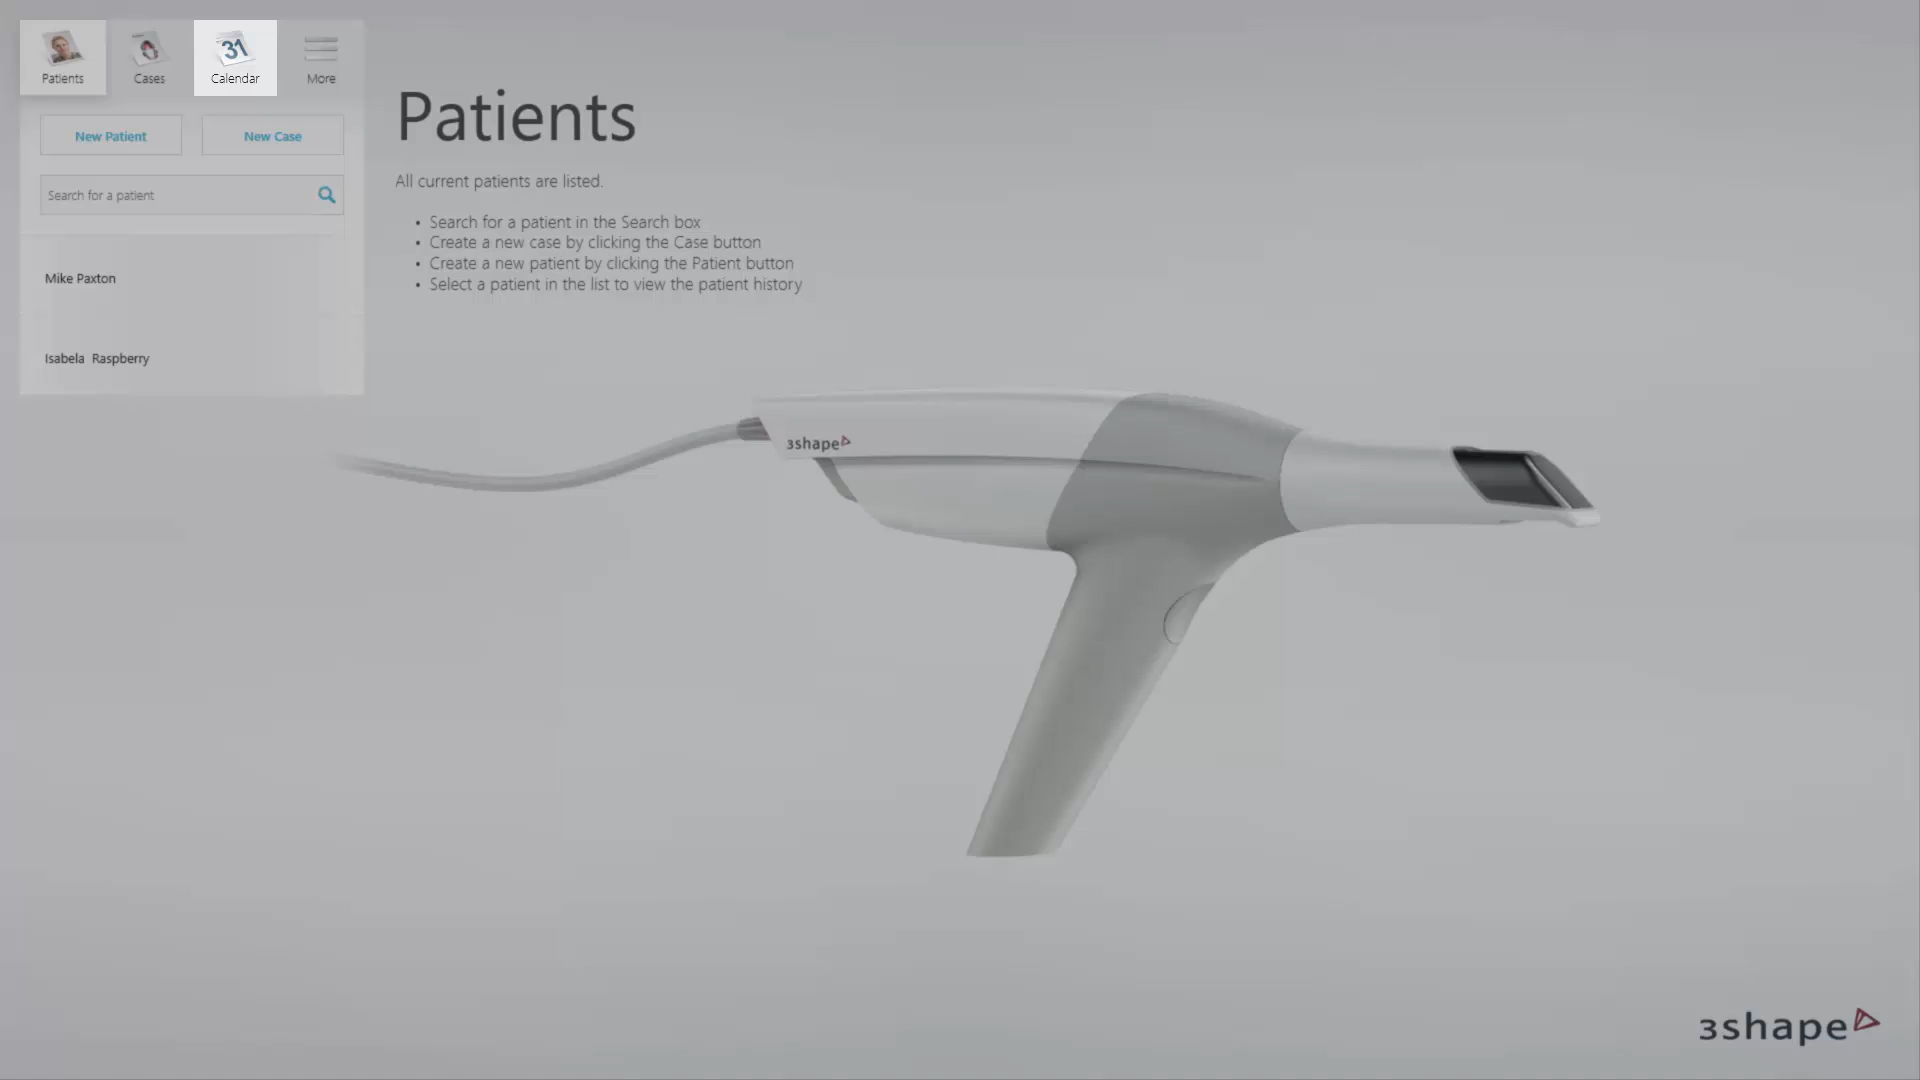 Patients
Cases
31
Calendar
More
New Patient
New Case
Search for a patient
Mike Paxton
Isabela Raspberry
Patients
All current patients are listed.
• Search for a patient in the Search box
• Create a new case by clicking the Case button
• Create a new patient by clicking the Patient button
• Select a patient in the list to view the patient history
3shape
3shape